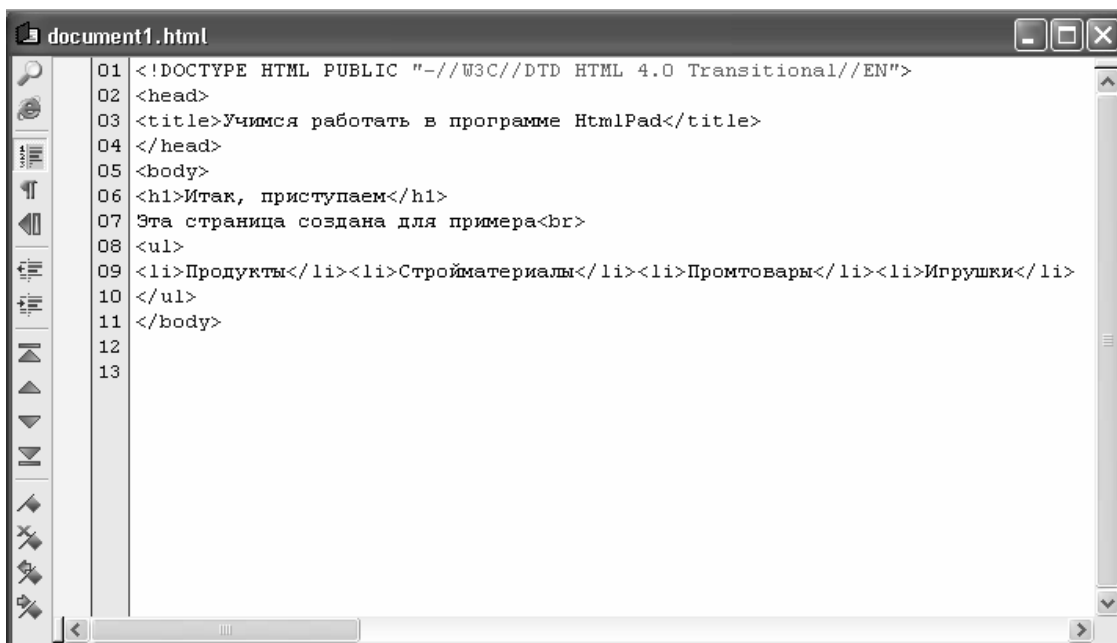 document1.html
01 <!DOCTYPE HTML PUBLIC "-//W3C//DTD HTML 4.0 Transitional//EN">
02 <head>
03 <title>Учимся работать в программе HtmlPad</title>
04 </head>
05 <body>
06 <h1>Итак, приступаем</h1>
07 Эта страница создана для примера<br>
08 <ul>
09 <li>Продукты</li><li>Стройматериалы</li><li>Промтовары</li><li>Игрушки</li>
10 </ul>
11 </body>
12
13